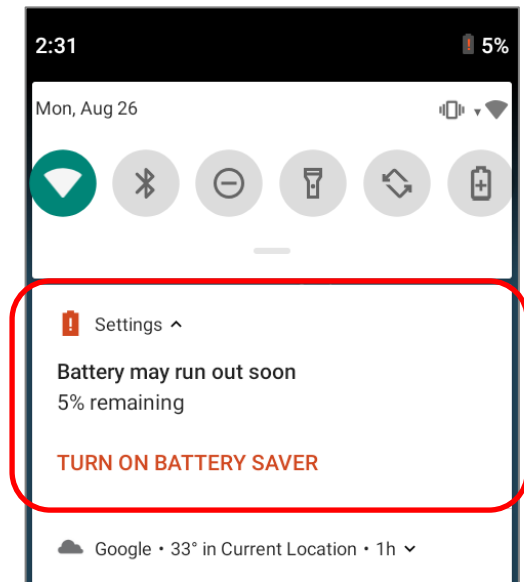 2:31 5%
Mon, Aug 26
Settings
Battery may run out soon
5% remaining
TURN ON BATTERY SAVER
Google • 33° in Current Location • 1h